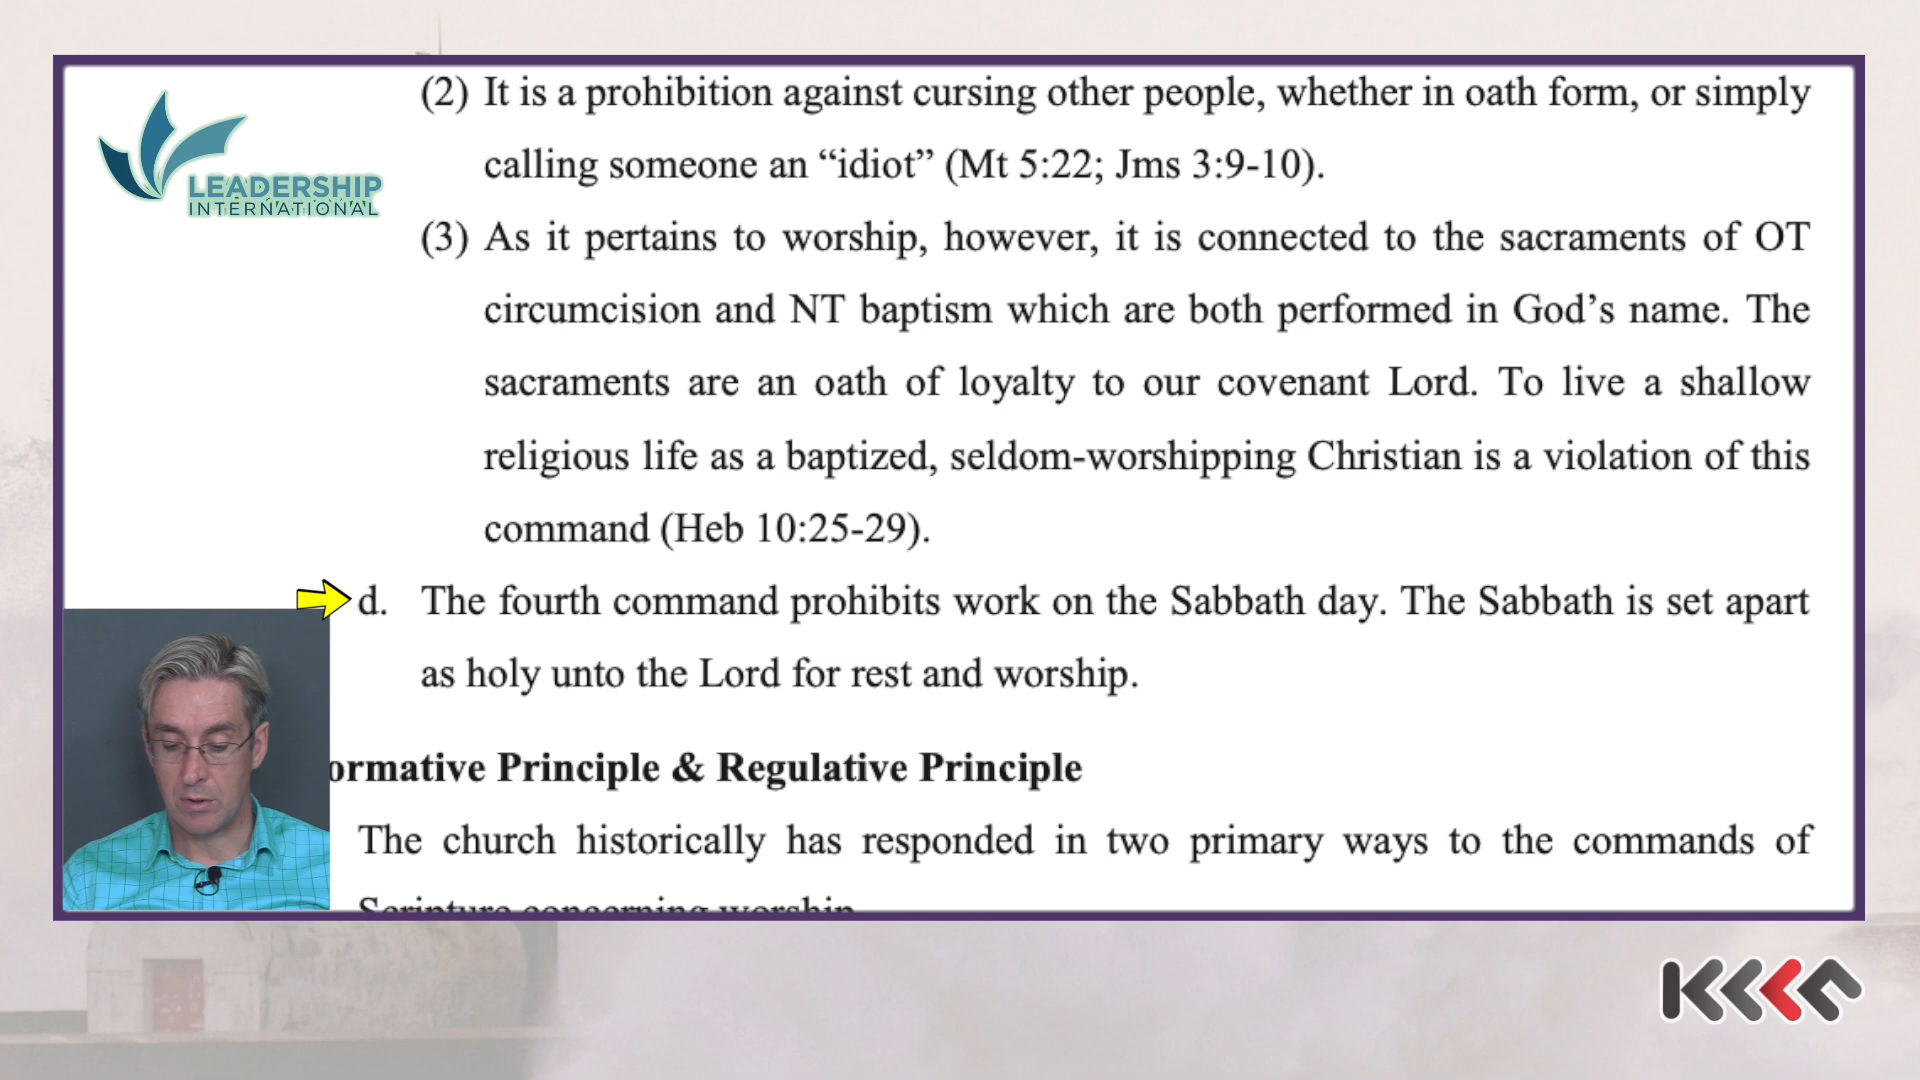 (2) It is a prohibition against cursing other people, whether in oath form, or simply
calling someone an “idiot” (Mt 5:22; Jms 3:9-10).
LEADERSHIP
INTERNATIONAL
(3) As it pertains to worship, however, it is connected to the sacraments of OT
circumcision and NT baptism which are both performed in God’s name. The
sacraments are an oath of loyalty to our covenant Lord. To live a shallow
religious life as a baptized, seldom-worshipping Christian is a violation of this
command (Heb 10:25-29).
d. The fourth command prohibits work on the Sabbath day. The Sabbath is set apart
as holy unto the Lord for rest and worship.
ormative Principle & Regulative Principle
The church historically has responded in two primary ways to the commands of
Scripture concerning worship